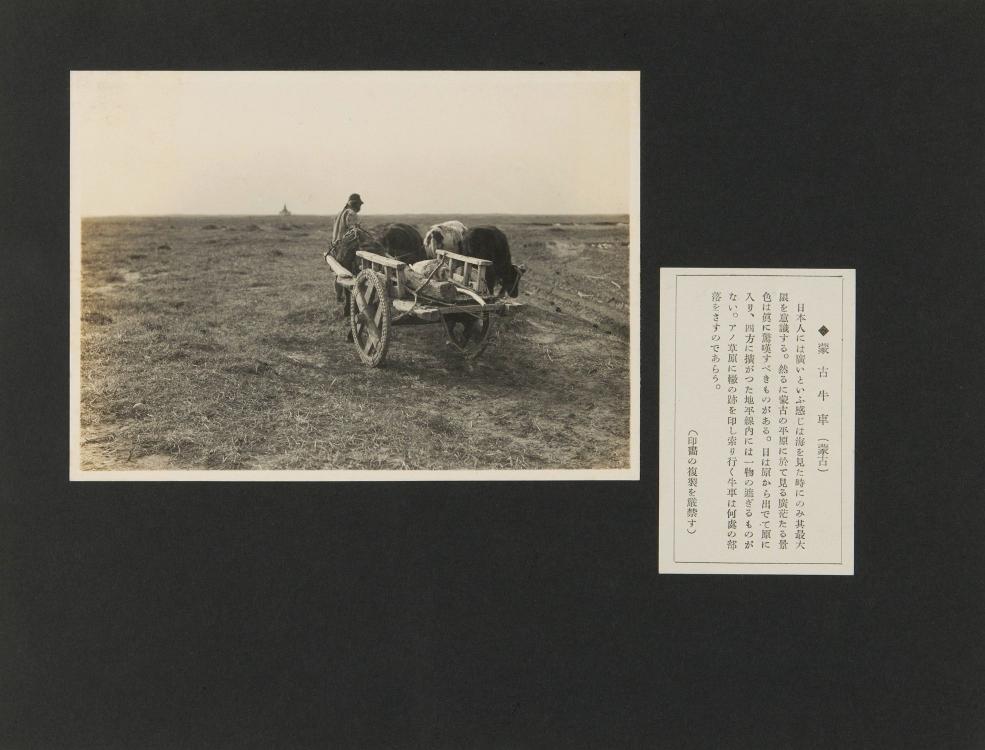 ◆蒙古牛車（蒙古）
日本人には廣いといふ感じは海を見た時にのみ其最大
限を意識する。然るに蒙古の平原に於て見る廣茫たる景
色は眞に驚嘆すべきものがある。日は原から出でて原に
入り、四方に擴がつた地平線内には一物の遮ぎるものが
ない。アノ草原に轍の跡を印し索り行く牛車は何處の部
落をさすのであらう。
（印畫の複製を嚴禁す）